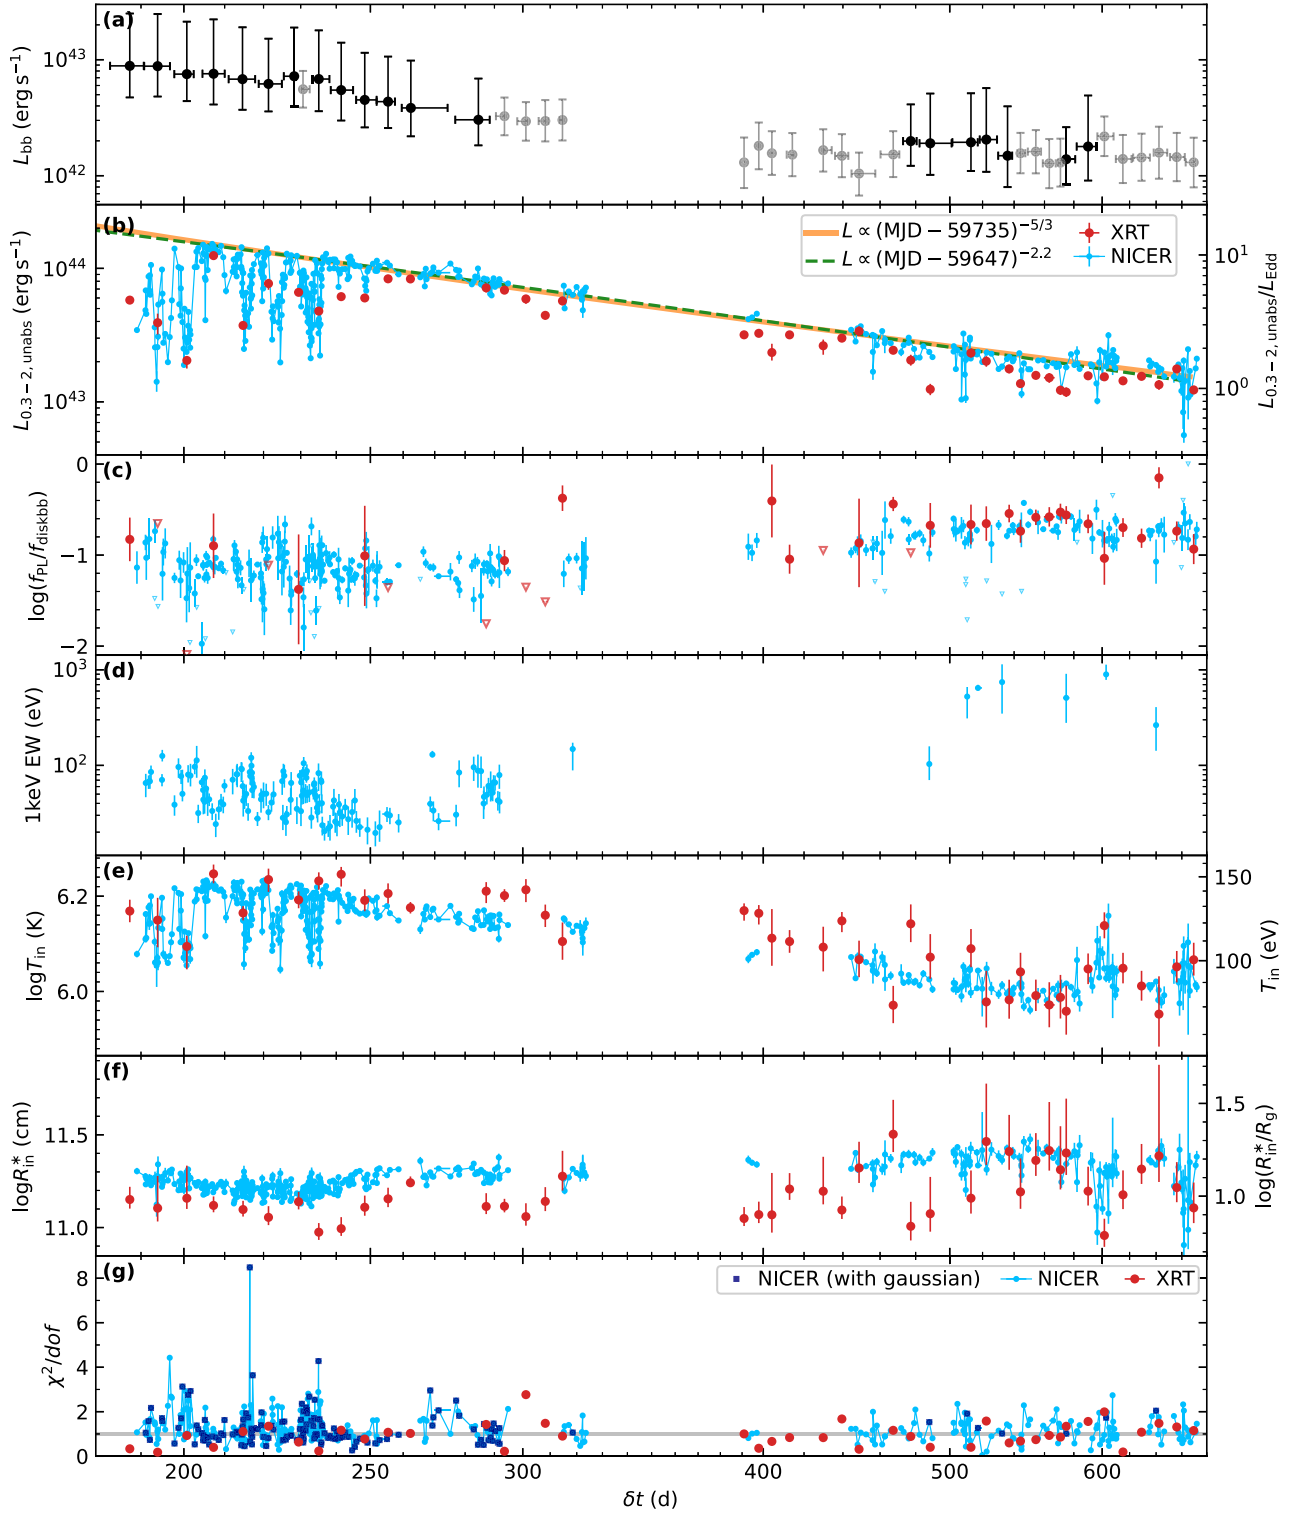 (a)
10^43
10^42
L_bb (erg s^−1)
(b)
L ∝ (MJD − 59735)^−5/3
XRT
L ∝ (MJD − 59647)^−2.2
NICER
10^44
10^43
L_0.3−2, unabs (erg s^−1)
10^1
10^0
L_0.3−2, unabs/L_Edd
(c)
0
−1
−2
log(f_PL/f_diskbb)
(d)
10^3
10^2
1keV EW (eV)
(e)
6.2
6.0
logT_in (K)
150
100
T_in (eV)
(f)
11.5
11.0
logR*_in (cm)
1.5
1.0
log(R*_in/R_g)
(g)
NICER (with gaussian)
NICER
XRT
8
6
4
2
0
χ^2/dof
200
250
300
400
500
600
δt (d)